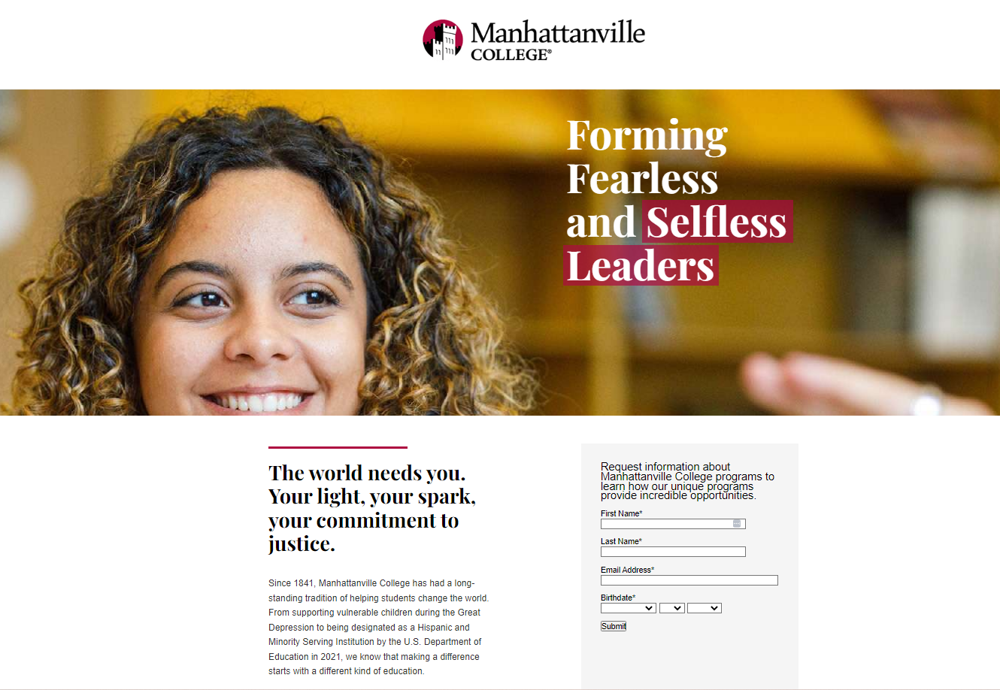 Manhattanville
COLLEGE®
Forming
Fearless
and Selfless
Leaders
The world needs you.
Your light, your spark,
your commitment to
justice.
Since 1841, Manhattanville College has had a long-
standing tradition of helping students change the world.
From supporting vulnerable children during the Great
Depression to being designated as a Hispanic and
Minority Serving Institution by the U.S. Department of
Education in 2021, we know that making a difference
starts with a different kind of education.
Request information about
Manhattanville College programs to
learn how our unique programs
provide incredible opportunities.
First Name*
Last Name*
Email Address*
Birthdate*
Submit